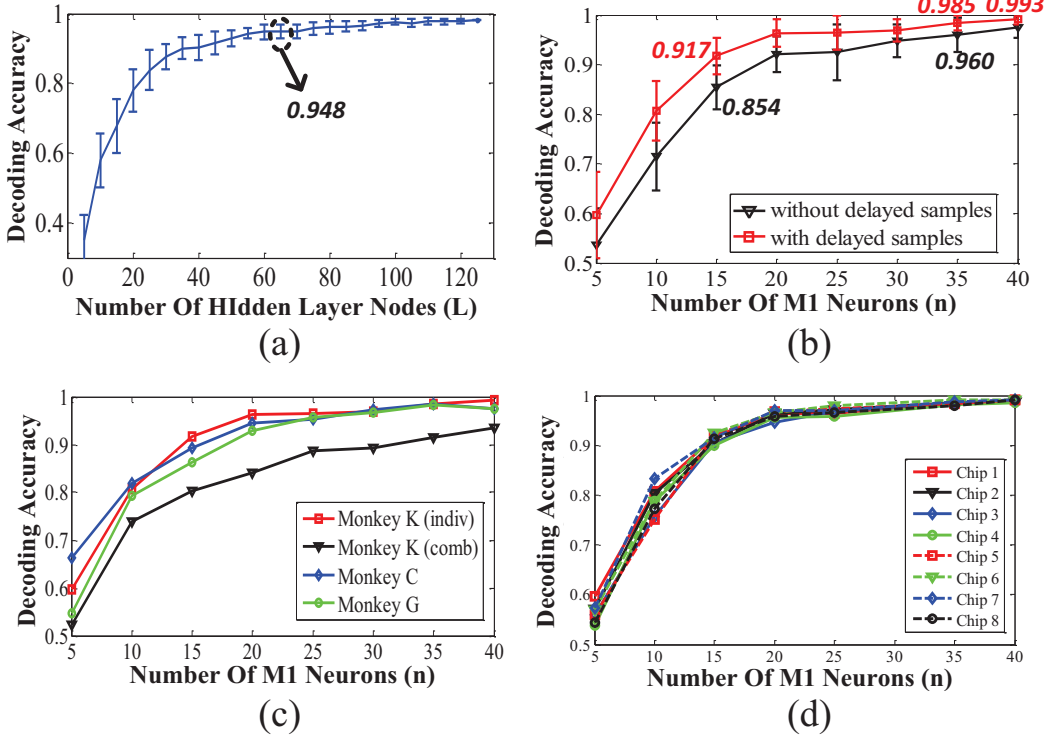 1
0.8
0.6
0.4
Decoding Accuracy
0.948
0 20 40 60 80 100 120
Number Of HIdden Layer Nodes (L)
(a)
0.985 0.993
1
0.9
0.8
0.7
0.6
0.5
Decoding Accuracy
0.917
0.960
0.854
without delayed samples
with delayed samples
5 10 15 20 25 30 35 40
Number Of M1 Neurons (n)
(b)
1
0.9
0.8
0.7
0.6
0.5
Decoding Accuracy
Monkey K (indiv)
Monkey K (comb)
Monkey C
Monkey G
5 10 15 20 25 30 35 40
Number Of M1 Neurons (n)
(c)
1
0.9
0.8
0.7
0.6
0.5
Decoding Accuracy
Chip 1
Chip 2
Chip 3
Chip 4
Chip 5
Chip 6
Chip 7
Chip 8
5 10 15 20 25 30 35 40
Number Of M1 Neurons (n)
(d)